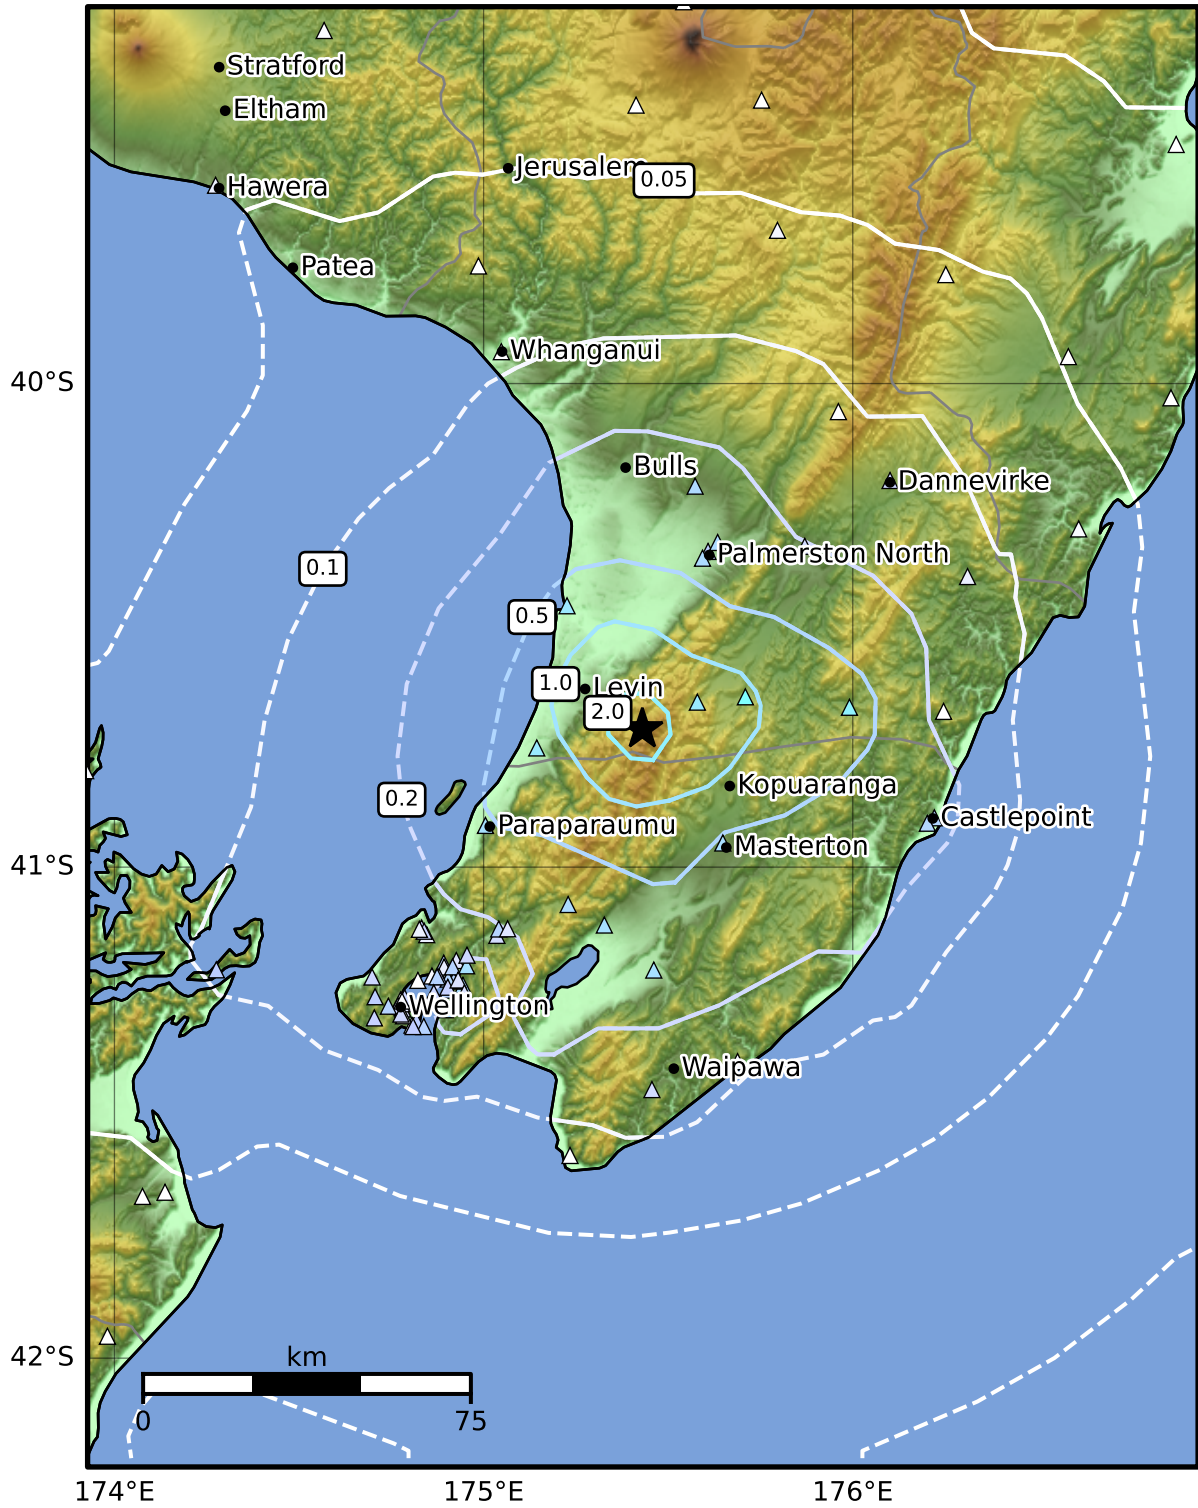 Stratford
Eltham
Jerusalem
0.05
Hawera
Patea
Whanganui
40°S
Bulls
Dannevirke
Palmerston North
0.1
0.5
1.0
Levin
2.0
Kopuaranga
0.2
Castlepoint
Paraparaumu
Masterton
41°S
Wellington
Waipawa
42°S
km
0
75
174°E
175°E
176°E